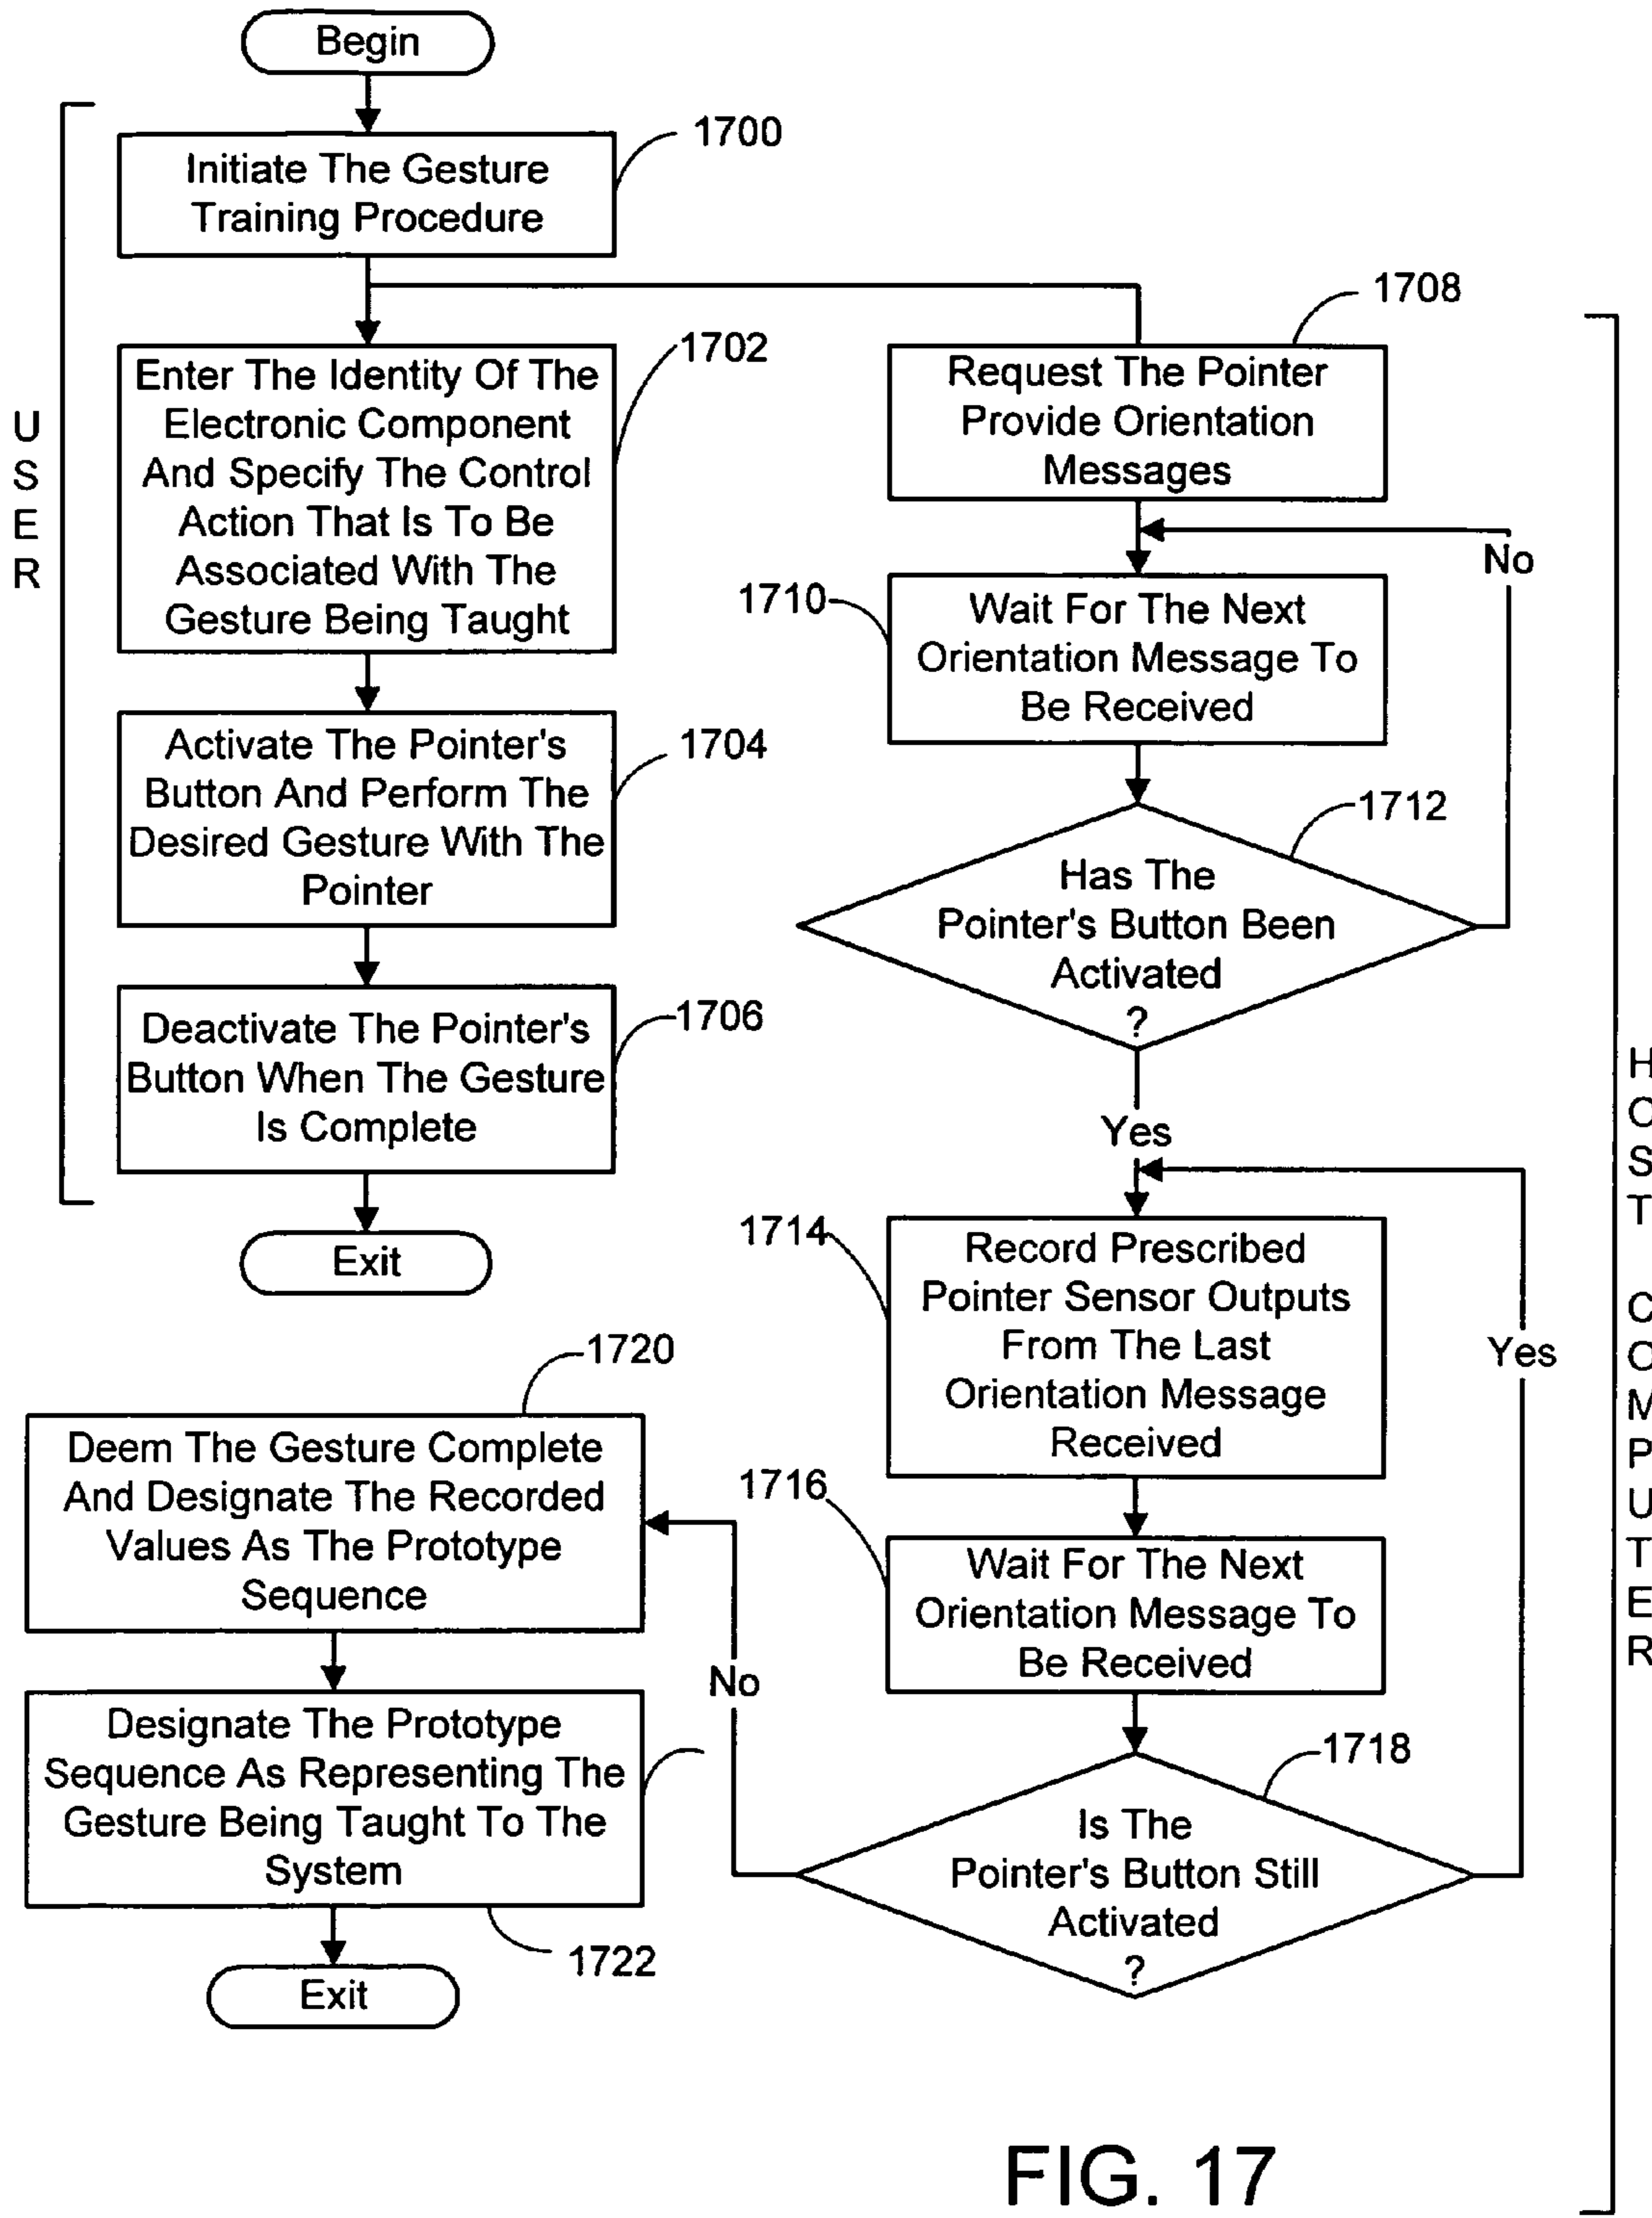 Begin
1700
Initiate The Gesture
Training Procedure
1702
Enter The Identity Of The
Electronic Component
And Specify The Control
Action That Is To Be
Associated With The
Gesture Being Taught
1704
Activate The Pointer's
Button And Perform The
Desired Gesture With The
Pointer
1706
Deactivate The Pointer's
Button When The Gesture
Is Complete
Exit
U
S
E
R
1708
Request The Pointer
Provide Orientation
Messages
No
1710
Wait For The Next
Orientation Message To
Be Received
1712
Has The
Pointer's Button Been
Activated
?
Yes
1714
Record Prescribed
Pointer Sensor Outputs
From The Last
Orientation Message
Received
Yes
1716
Wait For The Next
Orientation Message To
Be Received
1718
Is The
Pointer's Button Still
Activated
?
No
1720
Deem The Gesture Complete
And Designate The Recorded
Values As The Prototype
Sequence
Designate The Prototype
Sequence As Representing The
Gesture Being Taught To The
System
1722
Exit
H
O
S
T
C
O
M
P
U
T
E
R
FIG. 17